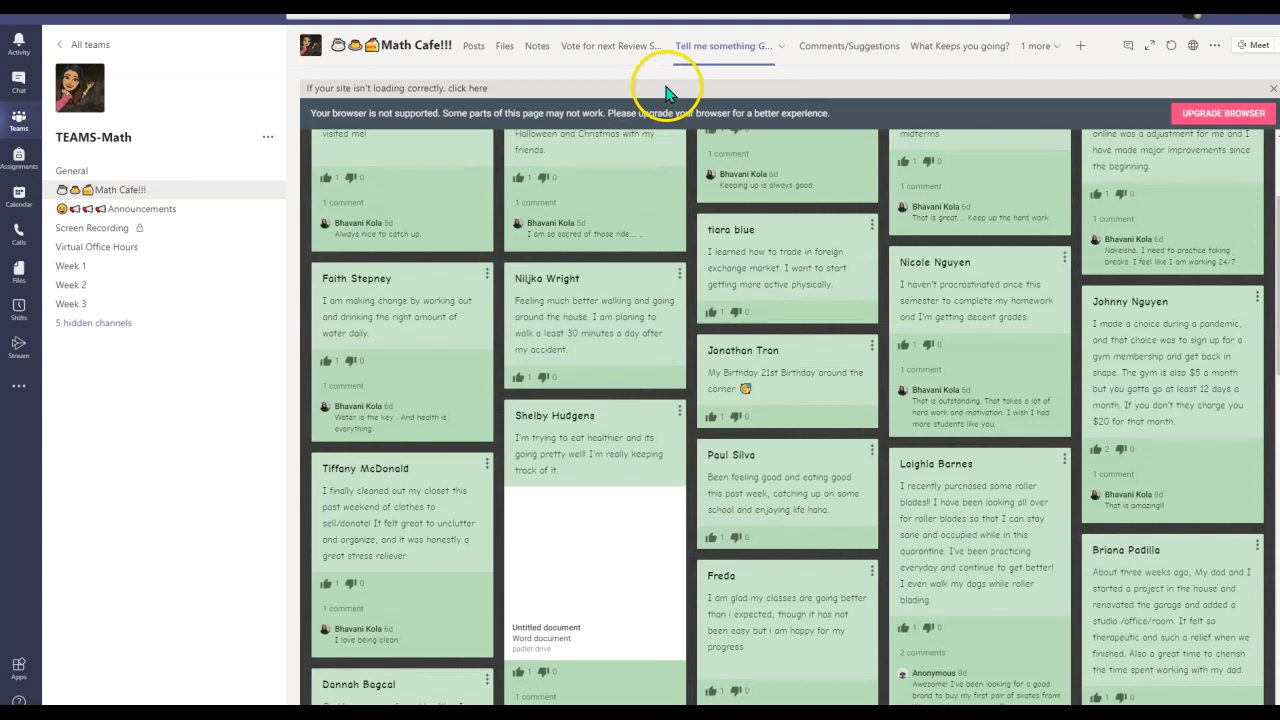 Activity
Chat
Teams
Assignments
Calendar
Calls
Files
Shifts
Stream
Apps
All teams
TEAMS-Math
General
Math Cafe!!!
Announcements
Screen Recording
Virtual Office Hours
Week 1
Week 2
Week 3
5 hidden channels
Math Cafe!!!
Posts
Files
Notes
Vote for next Review S...
Tell me something G...
Comments/Suggestions
What Keeps you going?
1 more
Meet
If your site isn't loading correctly, click here
Your browser is not supported. Some parts of this page may not work. Please upgrade your browser for a better experience.
UPGRADE BROWSER
visited me!
1 0
1 comment
Bhavani Kola 5d
Always nice to catch up.
Faith Stepney
I am making change by working out
and drinking the right amount of
water daily.
1 0
1 comment
Bhavani Kola 6d
Water is the key . And health is
everything.
Tiffany McDonald
I finally cleaned out my closet this
past weekend of clothes to
sell/donate! It felt great to unclutter
and organize, and it was honestly a
great stress reliever.
1 0
1 comment
Bhavani Kola 6d
I love being clean.
Dannah Bagcal
Halloween and Christmas with my
friends.
1 0
1 comment
Bhavani Kola 5d
I am so sacred of those ride.... ..
Niljka Wright
Feeling much better walking and going
around the house. I am planing to
walk a least 30 minutes a day after
my accident.
1 0
Shelby Hudgens
I'm trying to eat healthier and its
going pretty well! I'm really keeping
track of it.
Untitled document
Word document
padlet drive
1 0
1 comment
1 0
1 comment
Bhavani Kola 6d
Keeping up is always good.
tiara blue
I learned how to trade in foreign
exchange market. I want to start
getting more active physically.
1 0
Jonathan Tran
My Birthday 21st Birthday around the
corner.
1 0
Paul Silva
Been feeling good and eating good
this past week, catching up on some
school and enjoying life haha.
1 0
Freda
I am glad my classes are going better
than i expected, though it has not
been easy but i am happy for my
progress
1 0
midterms
1 0
1 comment
Bhavani Kola 6d
That is great ... Keep up the hard work
Nicole Nguyen
I haven't procrastinated once this
semester to complete my homework
and I'm getting decent grades.
1 0
1 comment
Bhavani Kola 6d
That is outstanding. That takes a lot of
hard work and motivation. I wish I had
more students like you.
Laighla Barnes
I recently purchased some roller
blades!! I have been looking all over
for roller blades so that I can stay
sane and occupied while in this
quarantine. I've been practicing
everyday and continue to get better!
I even walk my dogs while roller
blading.
1 0
2 comments
Anonymous 9d
Awesome! I've been looking for a good
brand to buy my first pair of skates from!
online was a adjustment for me and I
have made major improvements since
the beginning.
1 0
1 comment
Bhavani Kola 6d
Nakeisha, I need to practice taking
breaks. I feel like I am working 24/7
Johnny Nguyen
I made a choice during a pandemic,
and that choice was to sign up for a
gym membership and get back in
shape. The gym is also $5 a month
but you gotta go at least 12 days a
month. If you don't they charge you
$20 for that month.
2 0
1 comment
Bhavani Kola 8d
That is amazing!!
Briana Padilla
About three weeks ago, My dad and I
started a project in the house and
renovated the garage and added a
studio /office/room. It felt so
therapeutic and such a relief when we
finished. Also a great time to cherish
the time spent working with my dad.
1 0